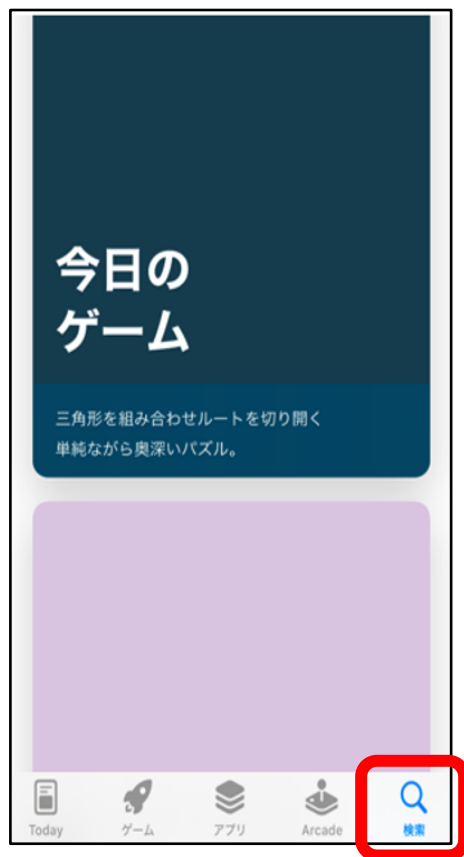 今日の
ゲーム
三角形を組み合わせルートを切り開く
単純ながら奥深いパズル。
Today
ゲーム
アプリ
Arcade
検索